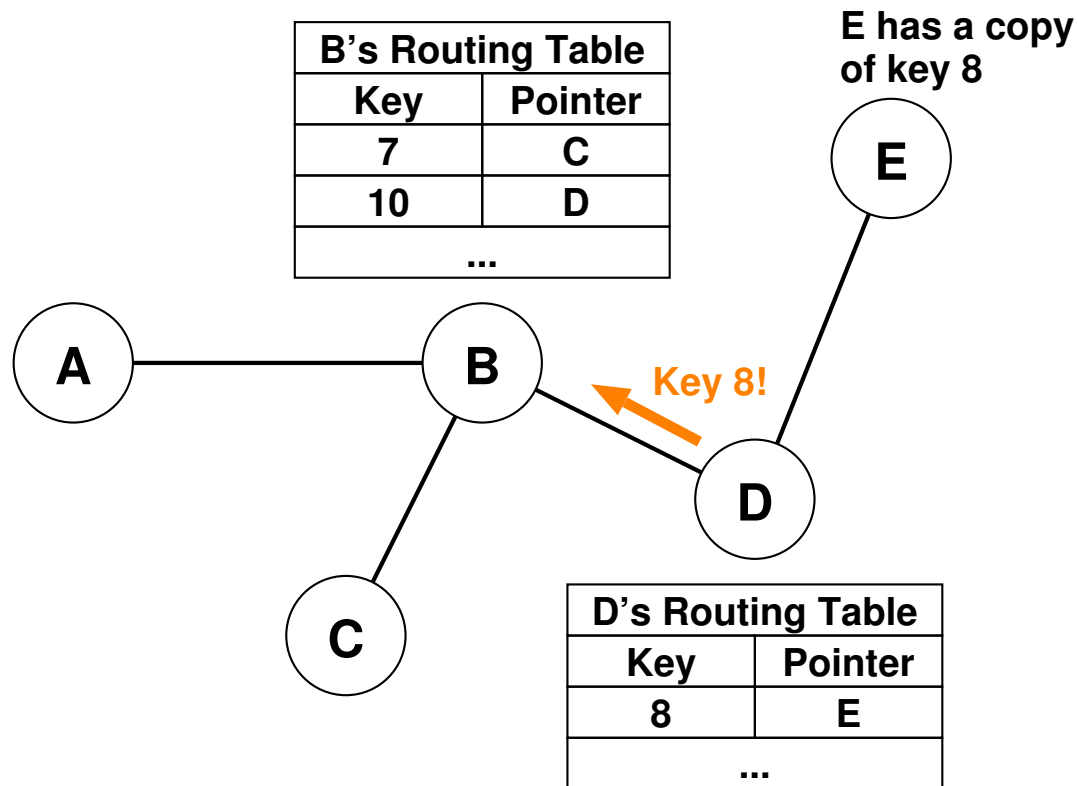 E has a copy
of key 8
B’s Routing Table
Key Pointer
7 C
10 D
...
E
A
B
Key 8!
D
C
D’s Routing Table
Key Pointer
8 E
...